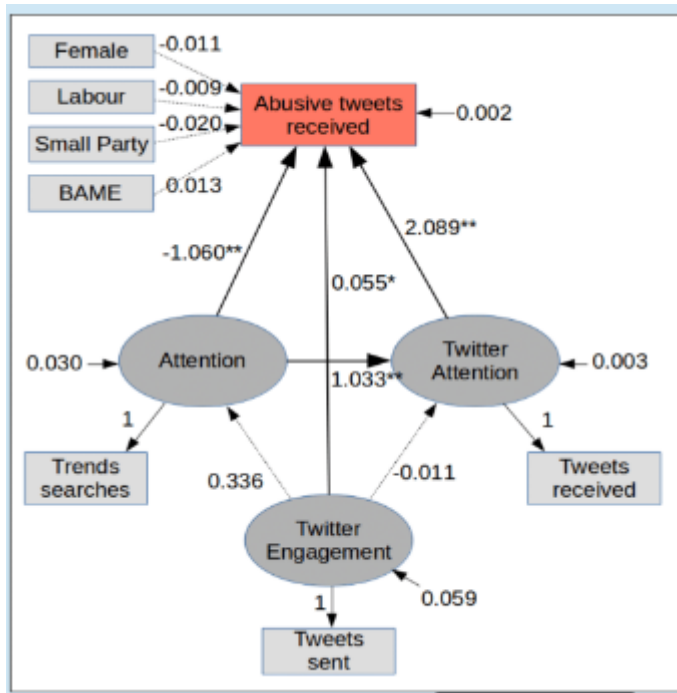 Female
-0.011
Labour
-0.009
Small Party
-0.020
BAME
0.013
Abusive tweets
received
0.002
-1.060**
0.055*
2.089**
0.030
Attention
1.033**
Twitter
Attention
0.003
1
Trends
searches
0.336
-0.011
1
Tweets
received
Twitter
Engagement
0.059
1
Tweets
sent